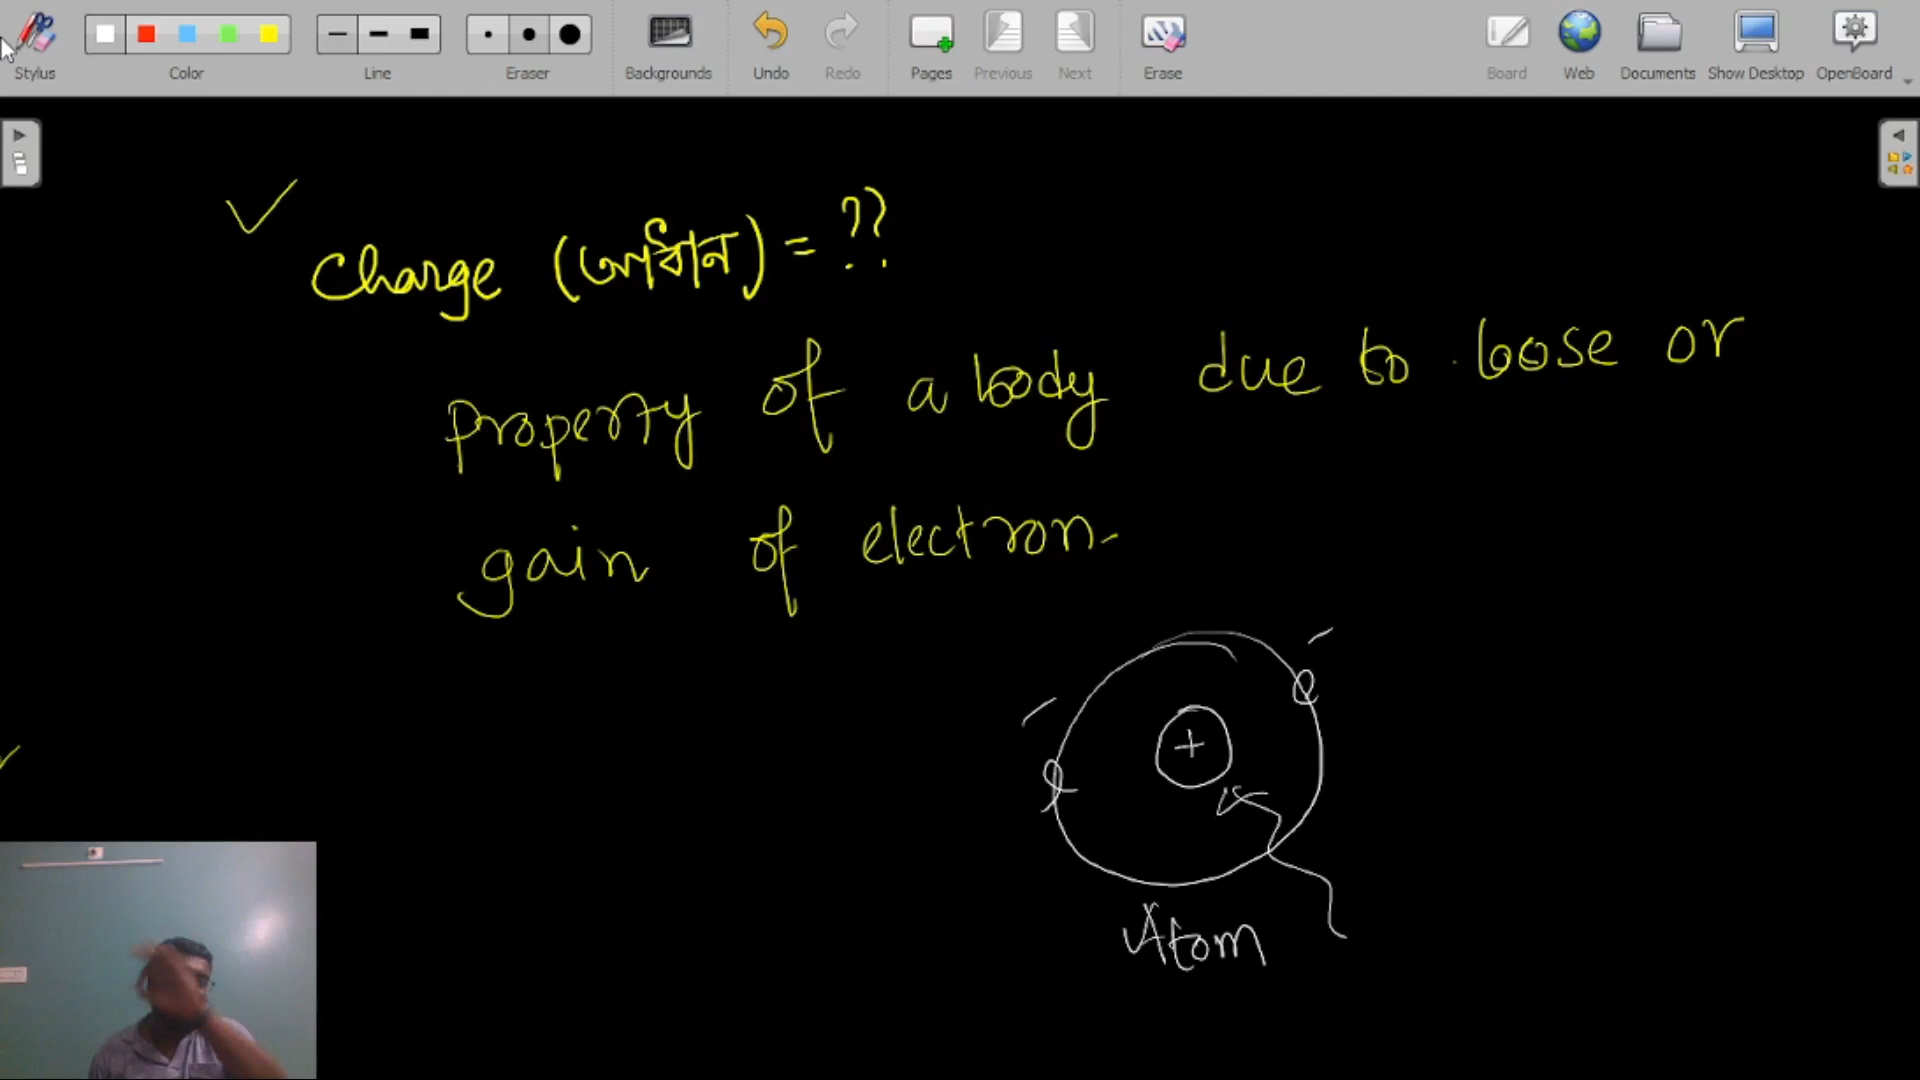 Stylus
Color
Line
Eraser
Backgrounds
Undo
Redo
Pages
Previous
Next
Erase
Board
Web
Documents
Show Desktop
OpenBoard
Charge (আধান) = ??
property of a body due to loose or
gain of electron.
- e
+
- e
Atom